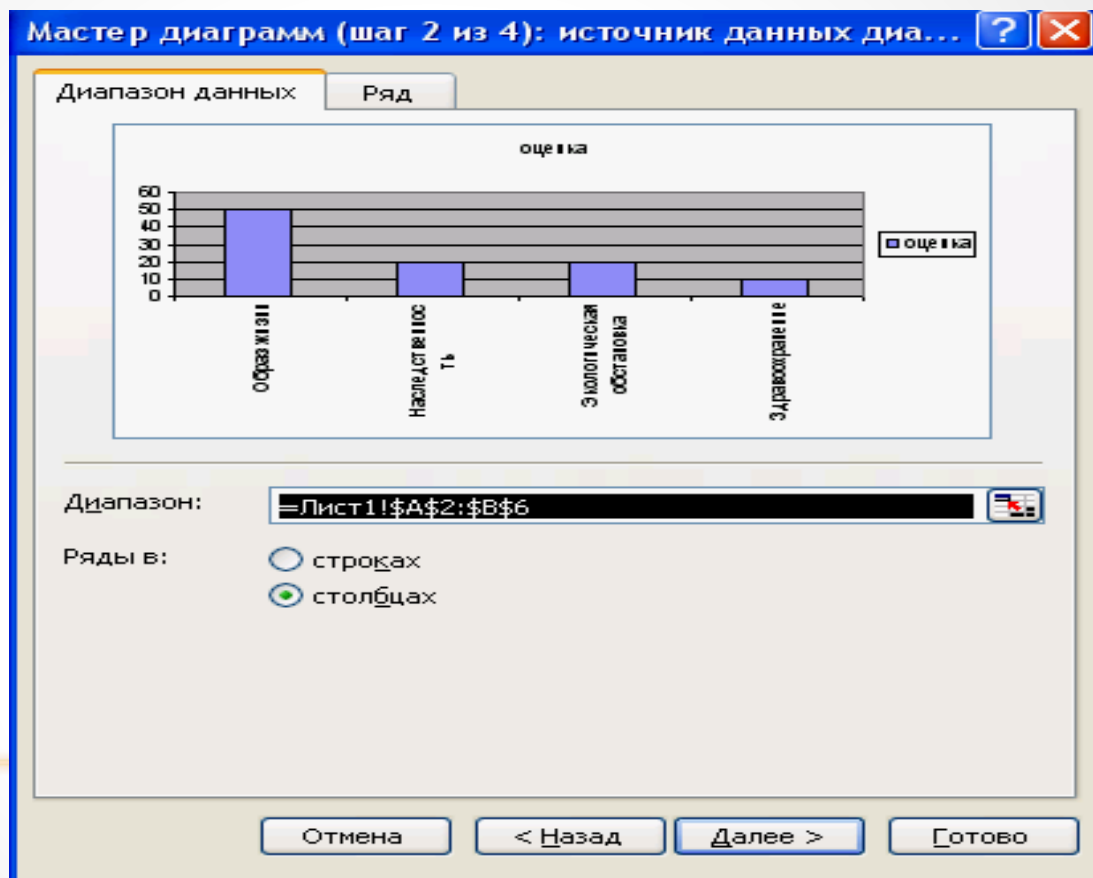 Мастер диаграмм (шаг 2 из 4): источник данных диа...
Диапазон данных
Ряд
оценка
60
50
40
30
20
10
0
оценка
Образ жизни
Наследственнос
ть
Экологическая
обстановка
Здравоохранение
Диапазон:
=Лист1!$A$2:$B$6
Ряды в:
строках
столбцах
Отмена
< Назад
Далее >
Готово